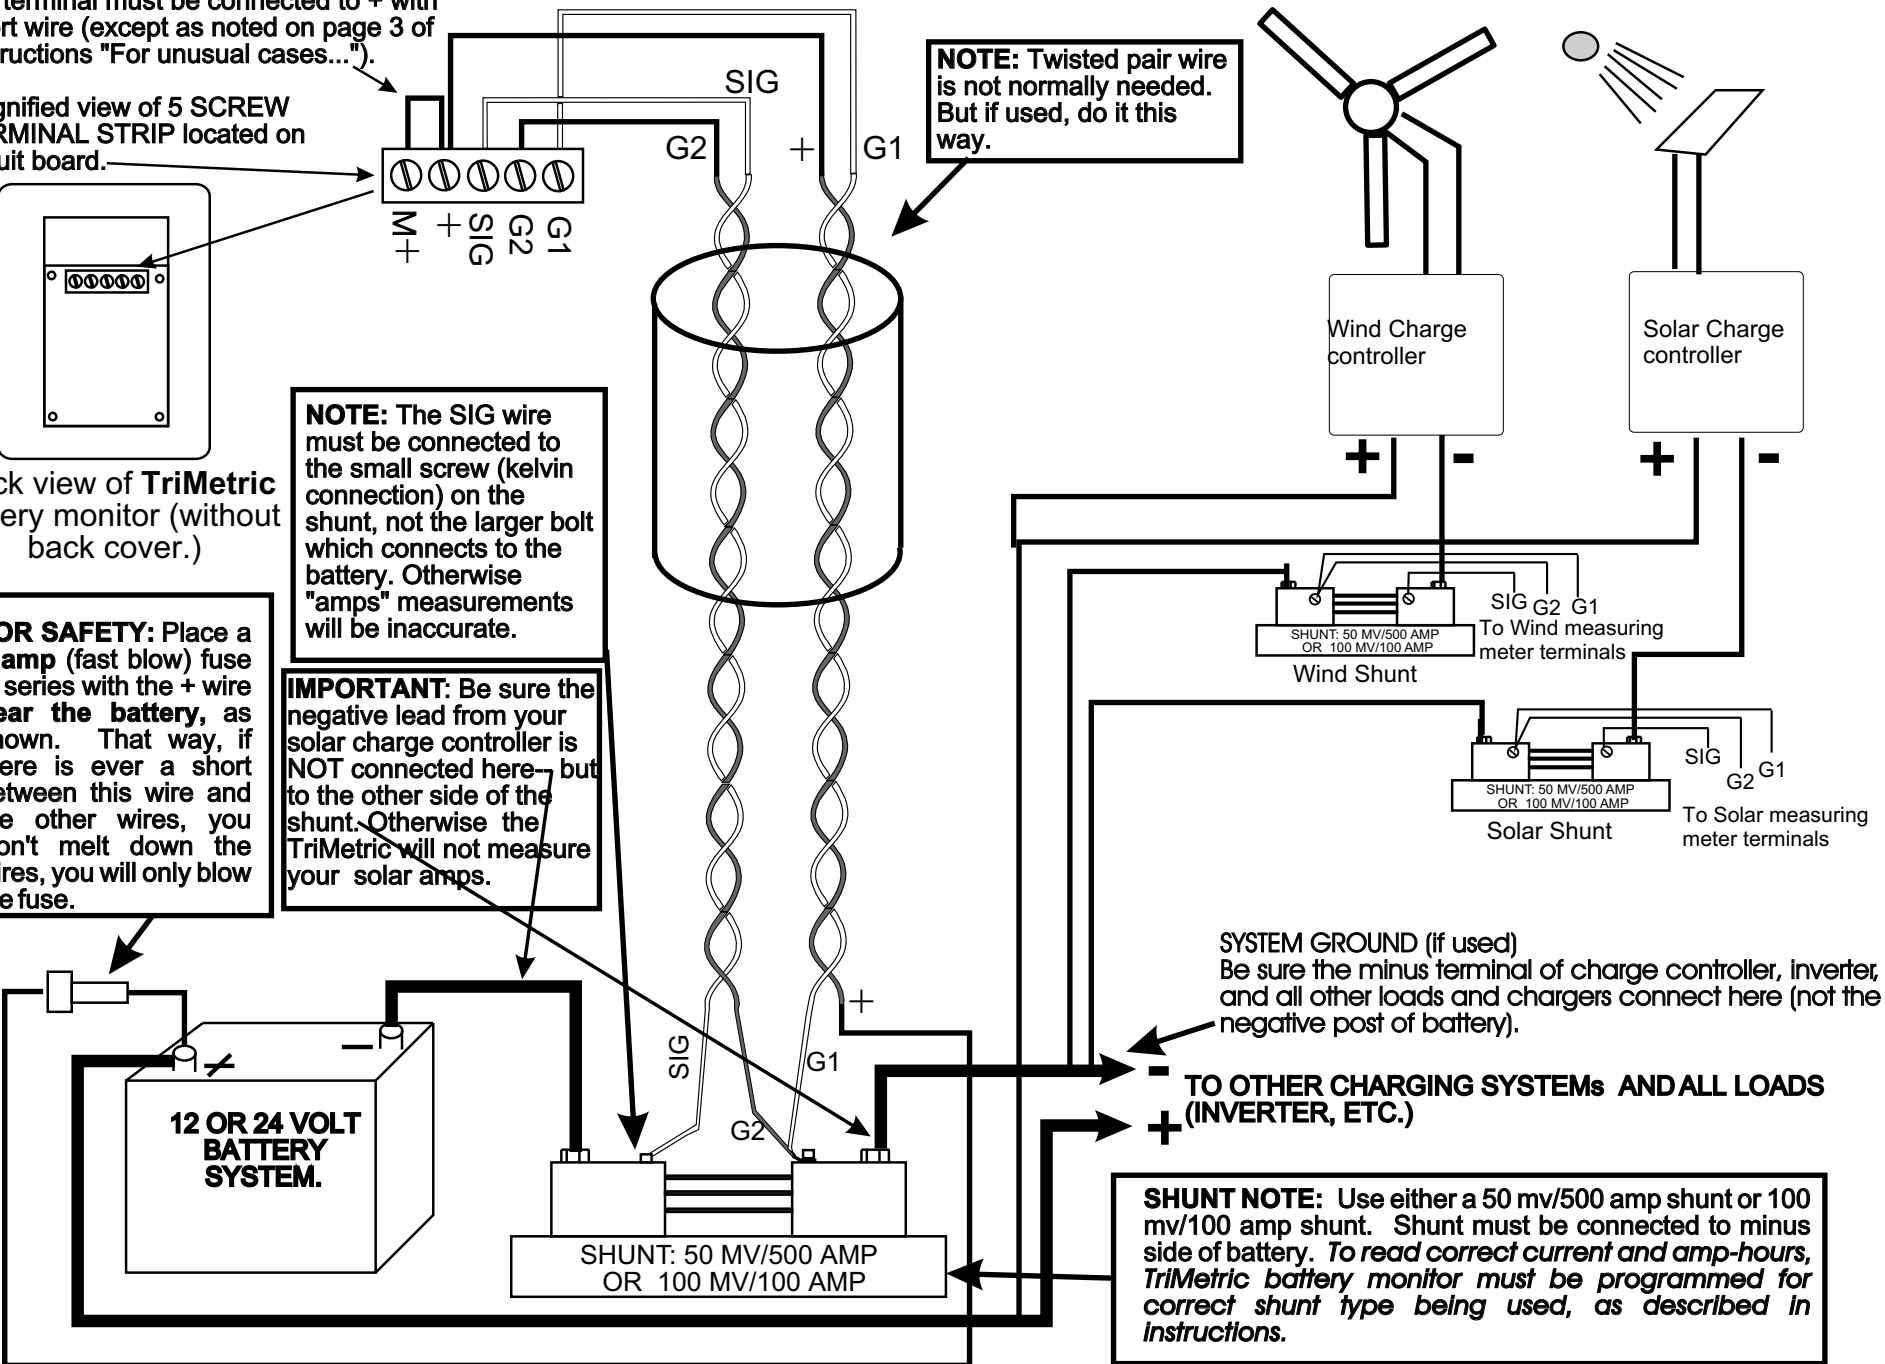 terminal must be connected to + with
wire (except as noted on page 3 of
"For unusual cases...").
view of 5 SCREW
STRIP located on
board.
M+
+
SIG
G2
G1
SIG
G2
+
G1
NOTE: Twisted pair wire
is not normally needed.
But if used, do it this
way.
view of TriMetric
monitor (without
back cover.)
NOTE: The SIG wire
must be connected to
the small screw (kelvin
connection) on the
shunt, not the larger bolt
which connects to the
battery. Otherwise
"amps" measurements
will be inaccurate.
SAFETY: Place a
amp (fast blow) fuse
series with the + wire
the battery, as
That way, if
is ever a short
this wire and
other wires, you
melt down the
you will only blow
fuse.
IMPORTANT: Be sure the
negative lead from your
solar charge controller is
NOT connected here-- but
to the other side of the
shunt. Otherwise the
TriMetric will not measure
your solar amps.
Wind Charge
controller
+
-
Solar Charge
controller
+
-
SIG
G2
G1
To Wind measuring
meter terminals
SHUNT: 50 MV/500 AMP
OR 100 MV/100 AMP
Wind Shunt
SIG
G2
G1
SHUNT: 50 MV/500 AMP
OR 100 MV/100 AMP
Solar Shunt
To Solar measuring
meter terminals
SYSTEM GROUND (if used)
Be sure the minus terminal of charge controller, inverter,
and all other loads and chargers connect here (not the
negative post of battery).
-
TO OTHER CHARGING SYSTEMs AND ALL LOADS
(INVERTER, ETC.)
+
+
SIG
G1
G2
+
−
12 OR 24 VOLT
BATTERY
SYSTEM.
SHUNT: 50 MV/500 AMP
OR 100 MV/100 AMP
SHUNT NOTE: Use either a 50 mv/500 amp shunt or 100
mv/100 amp shunt. Shunt must be connected to minus
side of battery. To read correct current and amp-hours,
TriMetric battery monitor must be programmed for
correct shunt type being used, as described in
instructions.